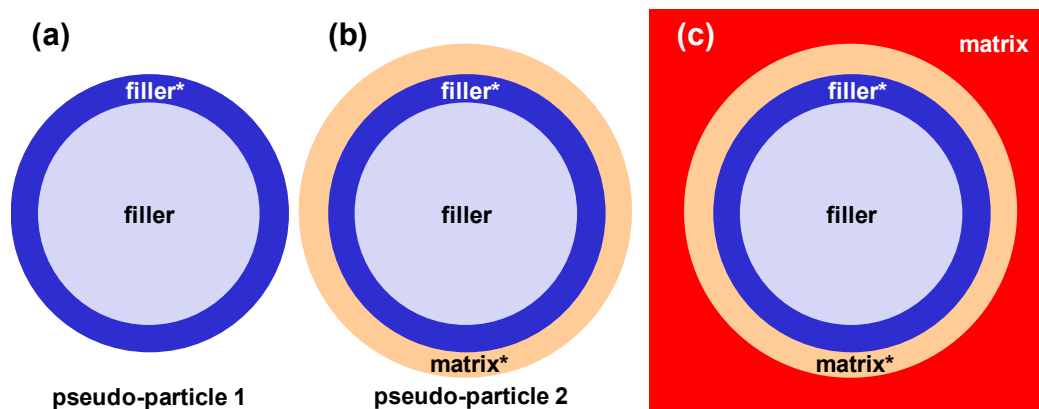 (a)
filler*
filler
pseudo-particle 1
(b)
filler*
filler
matrix*
pseudo-particle 2
(c)
matrix
filler*
filler
matrix*